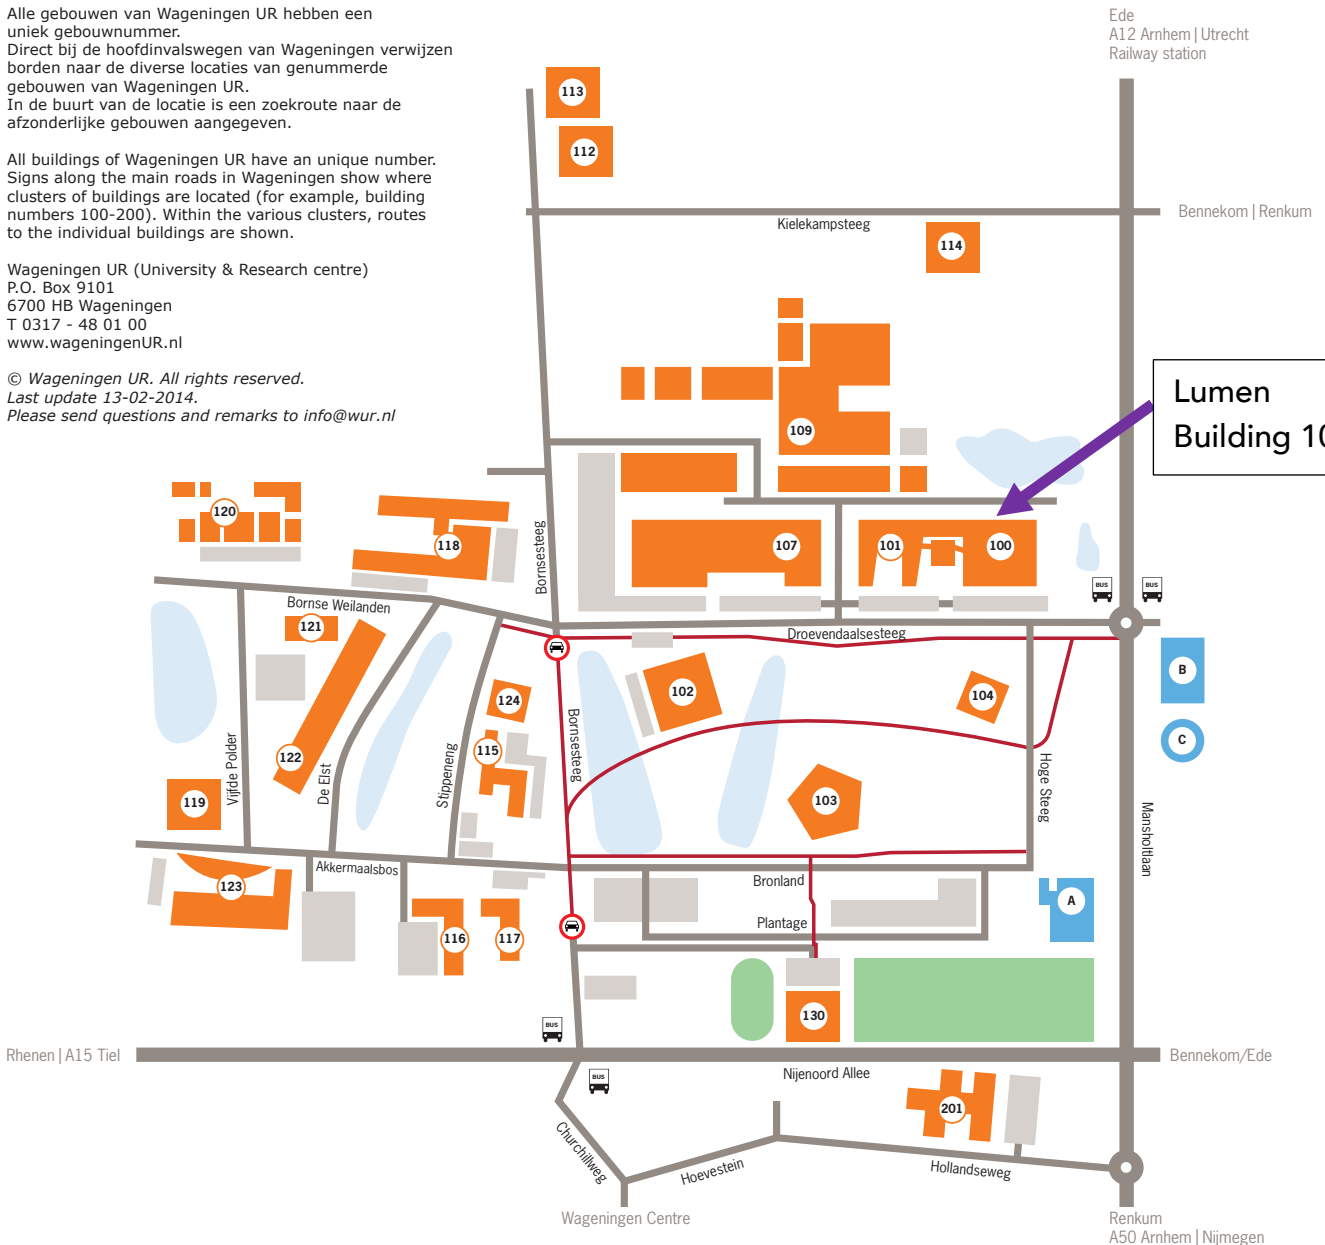 Alle gebouwen van Wageningen UR hebben een
uniek gebouwnummer.
Direct bij de hoofdinvalswegen van Wageningen verwijzen
borden naar de diverse locaties van genummerde
gebouwen van Wageningen UR.
In de buurt van de locatie is een zoekroute naar de
afzonderlijke gebouwen aangegeven.
All buildings of Wageningen UR have an unique number.
Signs along the main roads in Wageningen show where
clusters of buildings are located (for example, building
numbers 100-200). Within the various clusters, routes
to the individual buildings are shown.
Wageningen UR (University & Research centre)
P.O. Box 9101
6700 HB Wageningen
T 0317 - 48 01 00
www.wageningenUR.nl
© Wageningen UR. All rights reserved.
Last update 13-02-2014.
Please send questions and remarks to info@wur.nl
Ede
A12 Arnhem | Utrecht
Railway station
113
112
Bennekom | Renkum
Kielekampsteeg
114
Lumen
Building 10
109
120
118
Bornsesteeg
107
101
100
BUS
BUS
Bornse Weilanden
121
Droevendaalsesteeg
B
102
104
124
C
Bornsesteeg
115
Stippeneng
122
De Elst
Vijfde Polder
119
103
Hoge Steeg
Mansholtlaan
Akkermaalsbos
123
Bronland
A
Plantage
116
117
130
BUS
Rhenen | A15 Tiel
Bennekom/Ede
Nijenoord Allee
BUS
201
Churchillweg
Hoevestein
Hollandseweg
Wageningen Centre
Renkum
A50 Arnhem | Nijmegen